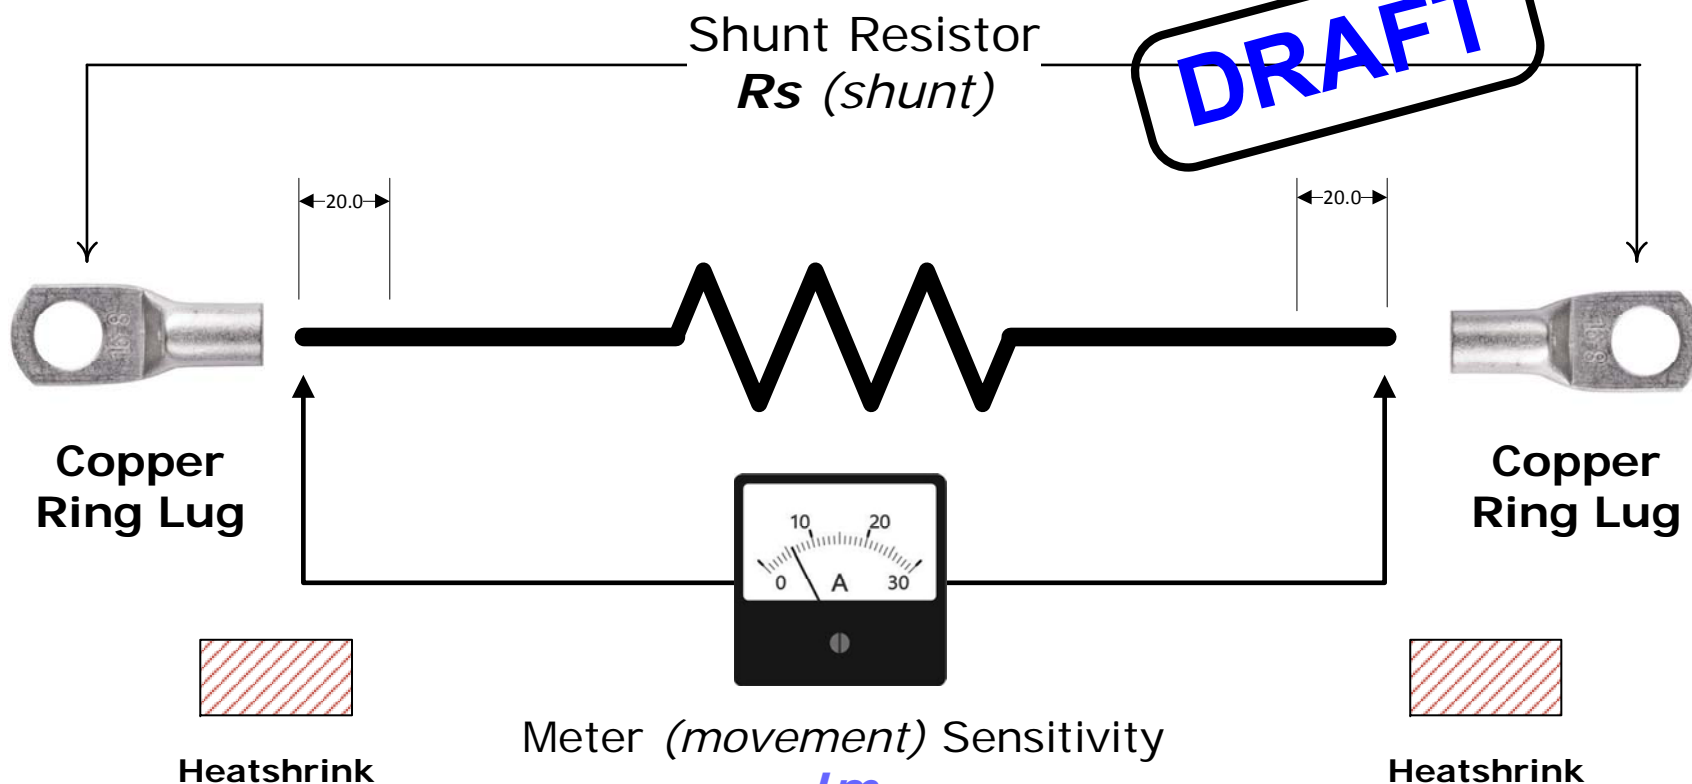 Shunt Resistor
Rs (shunt)
DRAFT
20.0
20.0
Copper
Ring Lug
Copper
Ring Lug
10
20
0
A
30
Meter (movement) Sensitivity
Im
Heatshrink
Heatshrink